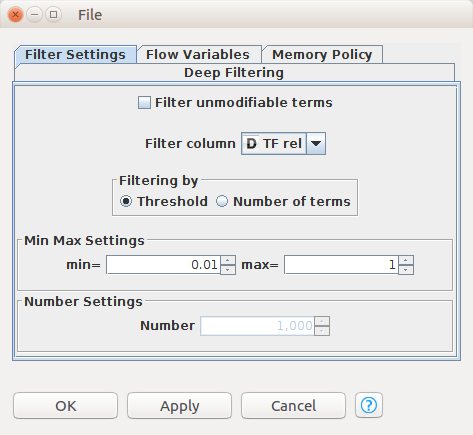 File
Filter Settings Flow Variables Memory Policy
Deep Filtering
Filter unmodifiable terms
Filter column D TF rel
Filtering by
Threshold Number of terms
Min Max Settings
min= 0.01 max= 1
Number Settings
Number 1,000
OK Apply Cancel ?